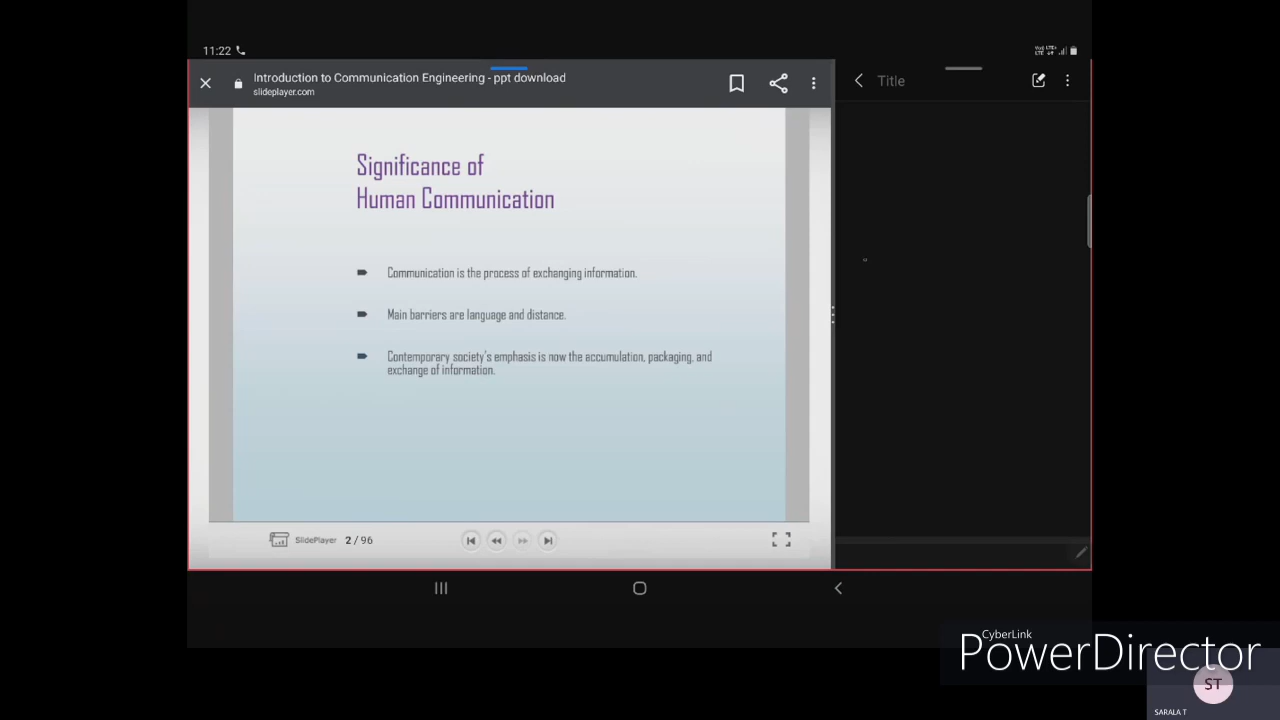 11:22
Introduction to Communication Engineering - ppt download
slideplayer.com
Title
Significance of
Human Communication
Communication is the process of exchanging information.
Main barriers are language and distance.
Contemporary society's emphasis is now the accumulation, packaging, and
exchange of information.
SlidePlayer 2 / 96
CyberLink
PowerDirector
ST
SARALA T